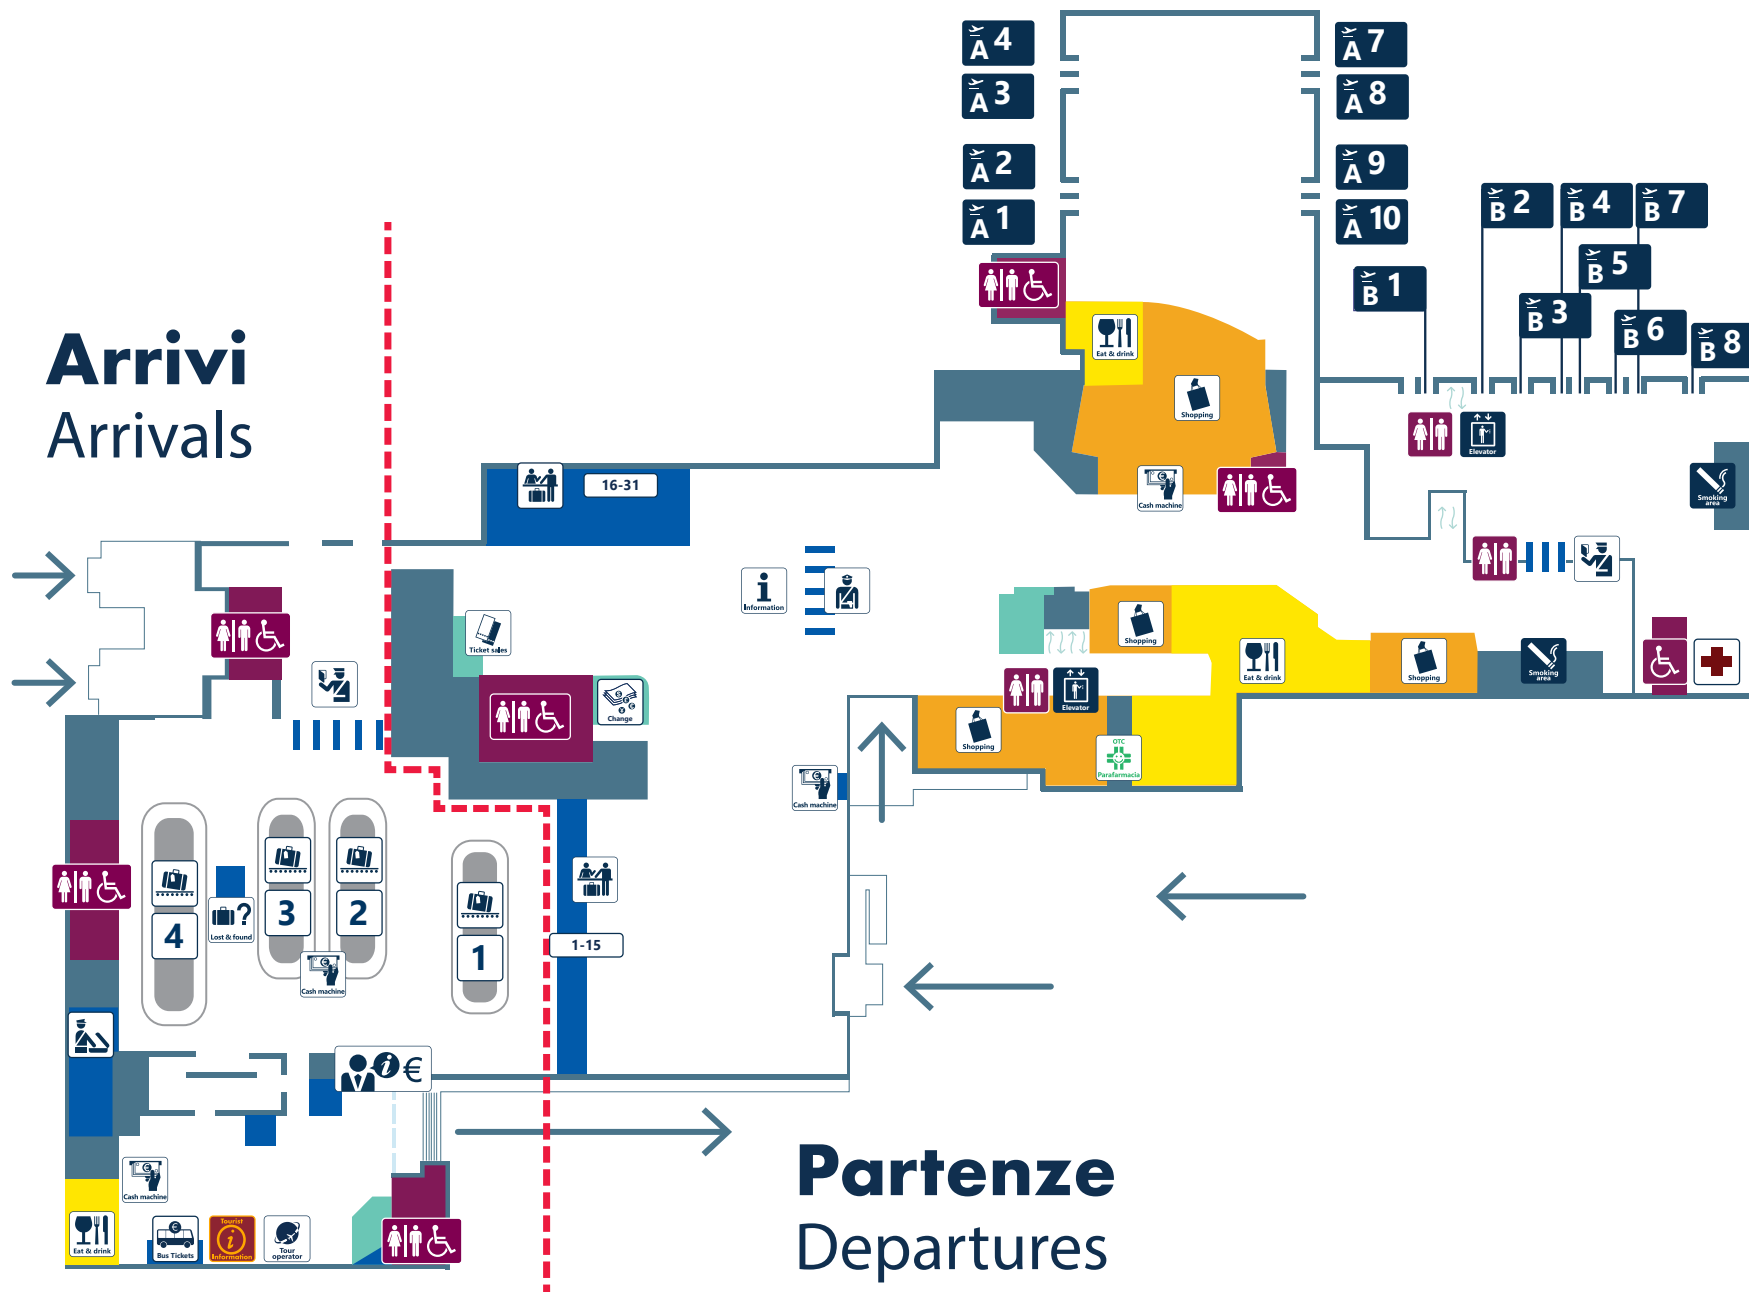 A 4
A 7
A 3
A 8
A 2
A 9
A 1
A 10
B 2
B 4
B 7
B 5
B 1
B 3
B 6
B 8
Eat & drink
Shopping
Arrivi
Arrivals
Elevator
16-31
Cash machine
Smoking
area
Information
Ticket sales
Shopping
Eat & drink
Shopping
Smoking
area
Change
Elevator
Shopping
OTC
Parafarmacia
Cash machine
4
Lost & found
3
2
1
1-15
Cash machine
€
Cash machine
Eat & drink
Bus Tickets
Tourist
i
Information
Tour
operator
Partenze
Departures